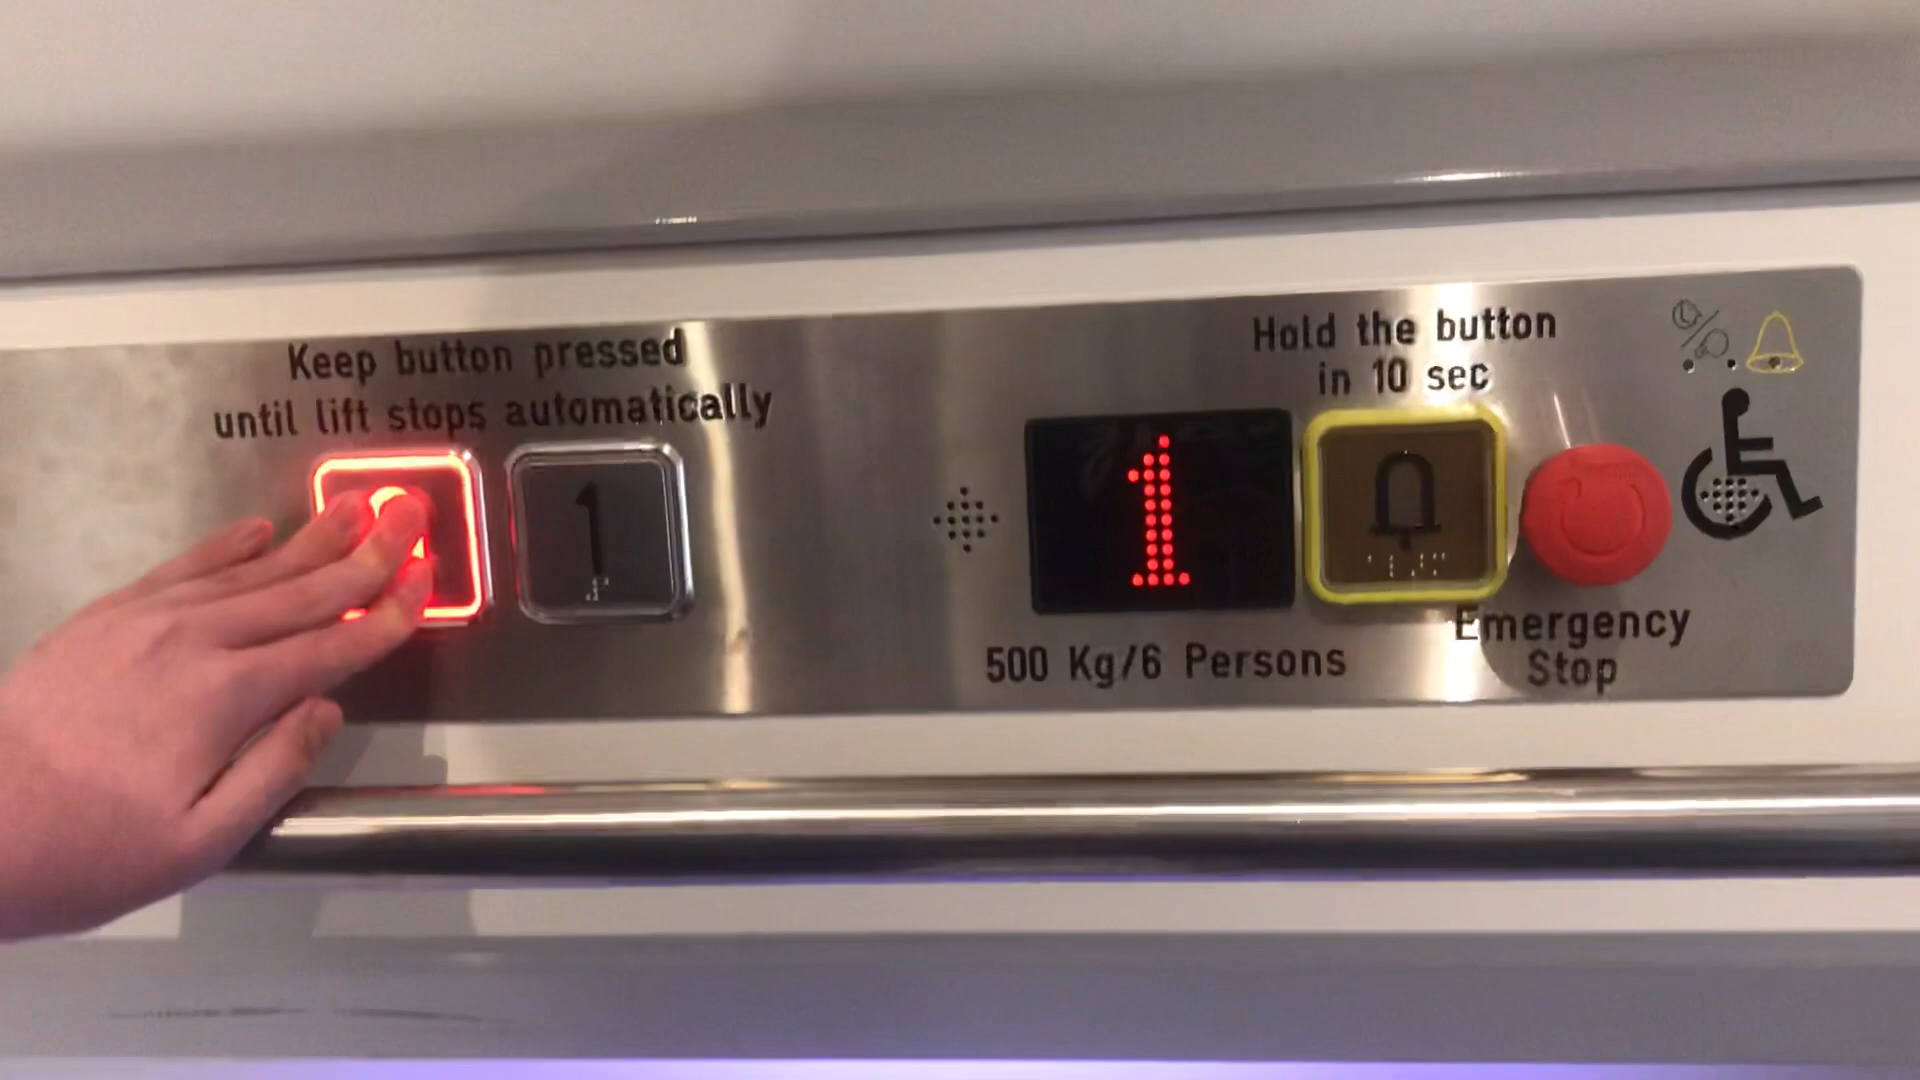 Keep button pressed
until lift stops automatically
1
Hold the button
in 10 sec
1
500 Kg/6 Persons
Emergency
Stop